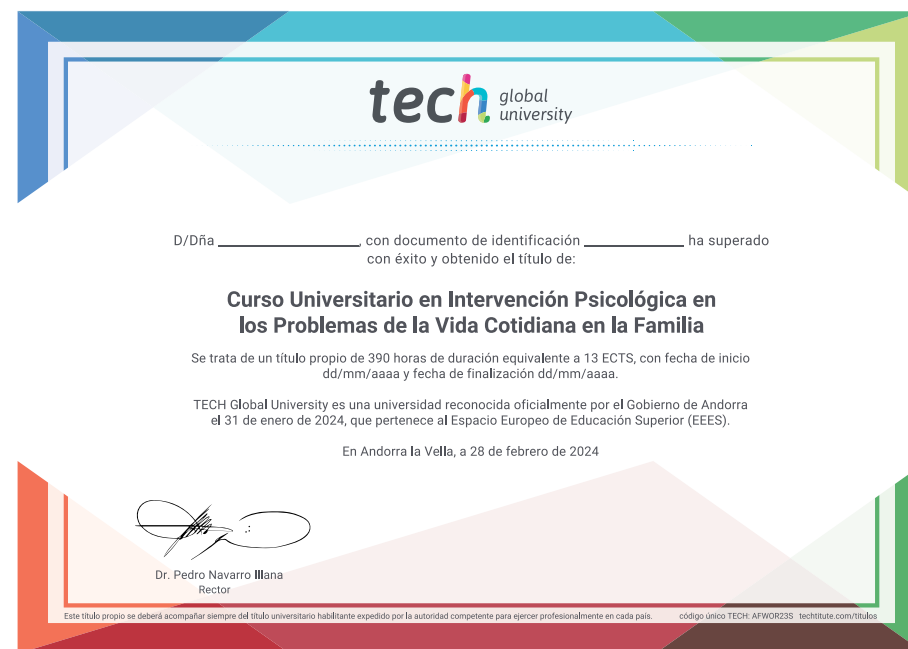 tech global university
D/Dña ____________________, con documento de identificación ______________ ha superado
con éxito y obtenido el título de:
Curso Universitario en Intervención Psicológica en
los Problemas de la Vida Cotidiana en la Familia
Se trata de un título propio de 390 horas de duración equivalente a 13 ECTS, con fecha de inicio
dd/mm/aaaa y fecha de finalización dd/mm/aaaa.
TECH Global University es una universidad reconocida oficialmente por el Gobierno de Andorra
el 31 de enero de 2024, que pertenece al Espacio Europeo de Educación Superior (EEES).
En Andorra la Vella, a 28 de febrero de 2024
Dr. Pedro Navarro Illana
Rector
Este título propio se deberá acompañar siempre del título universitario habilitante expedido por la autoridad competente para ejercer profesionalmente en cada país. código único TECH: AFWOR23S techtitute.com/titulos